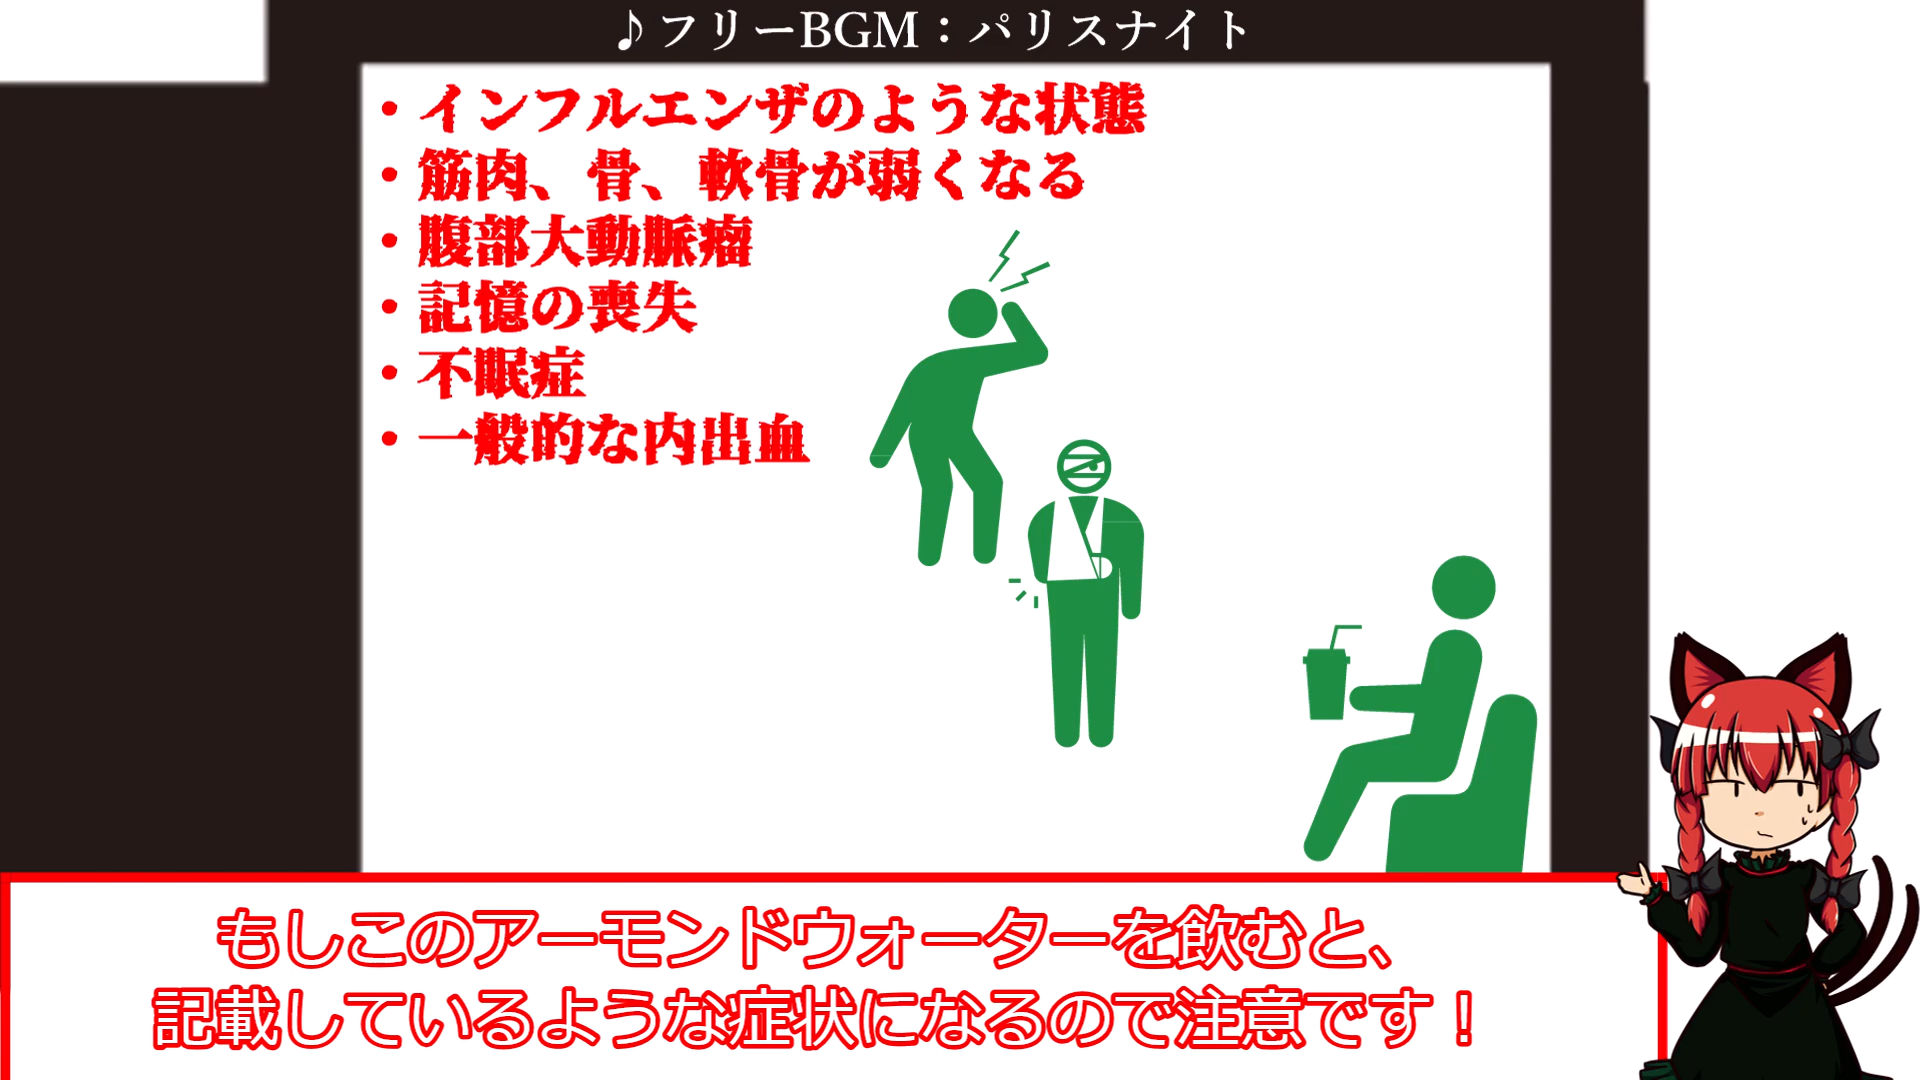 ♪フリーBGM：パリスナイト
・インフルエンザのような状態
・筋肉、骨、軟骨が弱くなる
・腹部大動脈瘤
・記憶の喪失
・不眠症
・一般的な内出血
もしこのアーモンドウォーターを飲むと、
記載しているような症状になるので注意です！